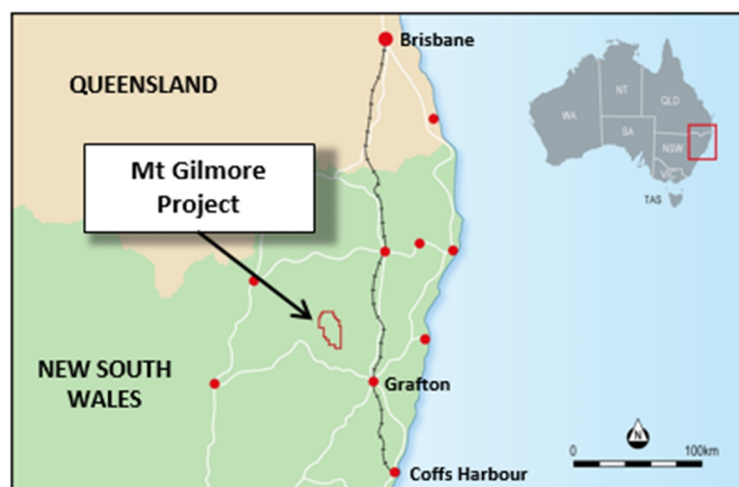 Brisbane
QUEENSLAND
Mt Gilmore
Project
NEW SOUTH
WALES
Grafton
Coffs Harbour
WA
NT
QLD
SA
NSW
VIC
TAS
N
0
100km